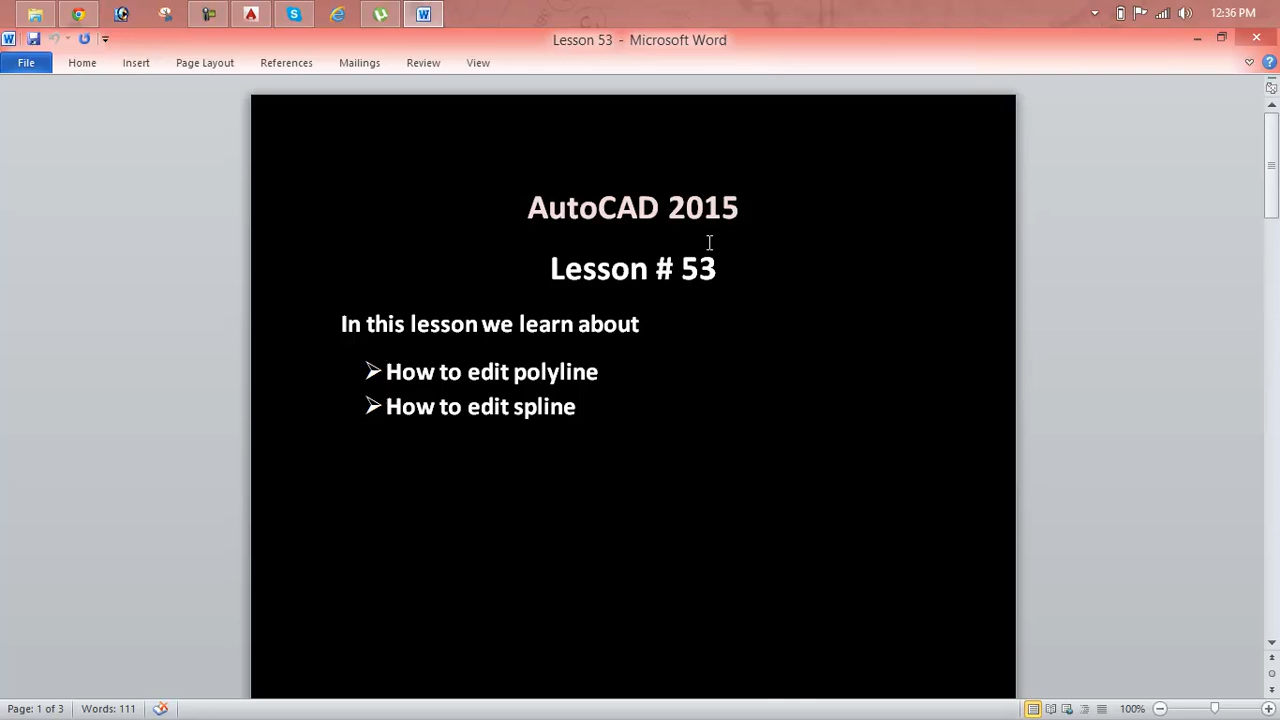 12:36 PM
Lesson 53 - Microsoft Word
File Home Insert Page Layout References Mailings Review View
AutoCAD 2015
Lesson # 53
In this lesson we learn about
➢ How to edit polyline
➢ How to edit spline
Page: 1 of 3 Words: 111 100%